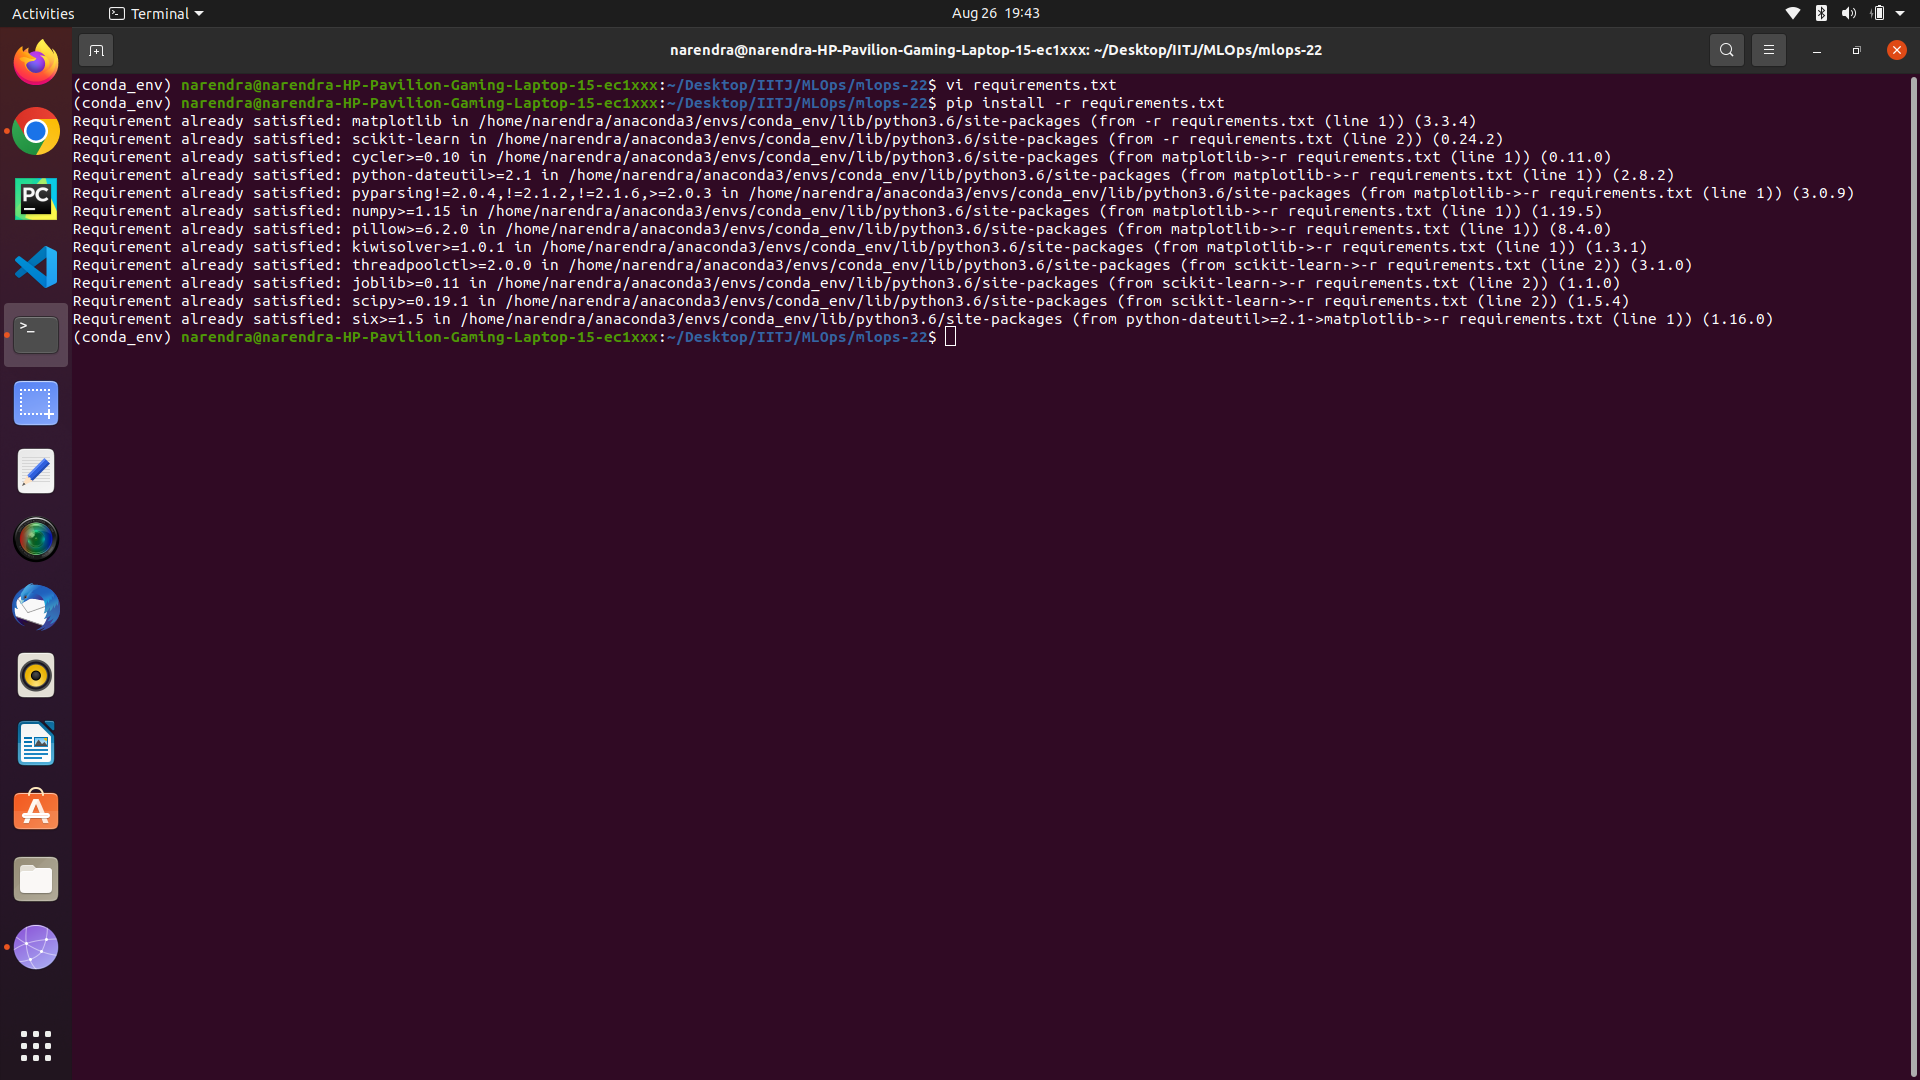 Activities
Terminal
Aug 26 19:43
narendra@narendra-HP-Pavilion-Gaming-Laptop-15-ec1xxx: ~/Desktop/IITJ/MLOps/mlops-22
(conda_env) narendra@narendra-HP-Pavilion-Gaming-Laptop-15-ec1xxx:~/Desktop/IITJ/MLOps/mlops-22$ vi requirements.txt
(conda_env) narendra@narendra-HP-Pavilion-Gaming-Laptop-15-ec1xxx:~/Desktop/IITJ/MLOps/mlops-22$ pip install -r requirements.txt
Requirement already satisfied: matplotlib in /home/narendra/anaconda3/envs/conda_env/lib/python3.6/site-packages (from -r requirements.txt (line 1)) (3.3.4)
Requirement already satisfied: scikit-learn in /home/narendra/anaconda3/envs/conda_env/lib/python3.6/site-packages (from -r requirements.txt (line 2)) (0.24.2)
Requirement already satisfied: cycler>=0.10 in /home/narendra/anaconda3/envs/conda_env/lib/python3.6/site-packages (from matplotlib->-r requirements.txt (line 1)) (0.11.0)
Requirement already satisfied: python-dateutil>=2.1 in /home/narendra/anaconda3/envs/conda_env/lib/python3.6/site-packages (from matplotlib->-r requirements.txt (line 1)) (2.8.2)
Requirement already satisfied: pyparsing!=2.0.4,!=2.1.2,!=2.1.6,>=2.0.3 in /home/narendra/anaconda3/envs/conda_env/lib/python3.6/site-packages (from matplotlib->-r requirements.txt (line 1)) (3.0.9)
Requirement already satisfied: numpy>=1.15 in /home/narendra/anaconda3/envs/conda_env/lib/python3.6/site-packages (from matplotlib->-r requirements.txt (line 1)) (1.19.5)
Requirement already satisfied: pillow>=6.2.0 in /home/narendra/anaconda3/envs/conda_env/lib/python3.6/site-packages (from matplotlib->-r requirements.txt (line 1)) (8.4.0)
Requirement already satisfied: kiwisolver>=1.0.1 in /home/narendra/anaconda3/envs/conda_env/lib/python3.6/site-packages (from matplotlib->-r requirements.txt (line 1)) (1.3.1)
Requirement already satisfied: threadpoolctl>=2.0.0 in /home/narendra/anaconda3/envs/conda_env/lib/python3.6/site-packages (from scikit-learn->-r requirements.txt (line 2)) (3.1.0)
Requirement already satisfied: joblib>=0.11 in /home/narendra/anaconda3/envs/conda_env/lib/python3.6/site-packages (from scikit-learn->-r requirements.txt (line 2)) (1.1.0)
Requirement already satisfied: scipy>=0.19.1 in /home/narendra/anaconda3/envs/conda_env/lib/python3.6/site-packages (from scikit-learn->-r requirements.txt (line 2)) (1.5.4)
Requirement already satisfied: six>=1.5 in /home/narendra/anaconda3/envs/conda_env/lib/python3.6/site-packages (from python-dateutil>=2.1->matplotlib->-r requirements.txt (line 1)) (1.16.0)
(conda_env) narendra@narendra-HP-Pavilion-Gaming-Laptop-15-ec1xxx:~/Desktop/IITJ/MLOps/mlops-22$
PC
>_